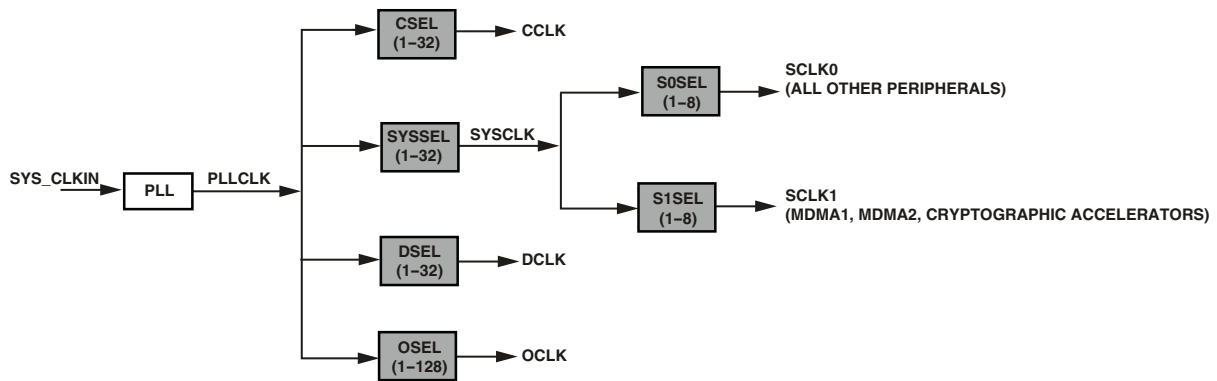 CSEL
(1–32)
CCLK
S0SEL
(1–8)
SCLK0
(ALL OTHER PERIPHERALS)
SYSSEL
(1–32)
SYSCLK
SYS_CLKIN
PLL
PLLCLK
S1SEL
(1–8)
SCLK1
(MDMA1, MDMA2, CRYPTOGRAPHIC ACCELERATORS)
DSEL
(1–32)
DCLK
OSEL
(1–128)
OCLK